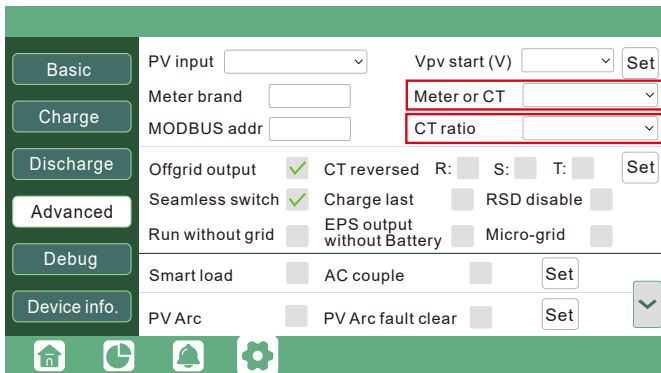 Basic
Charge
Discharge
Advanced
Debug
Device info.
PV input Vpv start (V) Set
Meter brand Meter or CT
MODBUS addr CT ratio
Offgrid output CT reversed R: S: T: Set
Seamless switch Charge last RSD disable
Run without grid EPS output without Battery Micro-grid
Smart load AC couple Set
PV Arc PV Arc fault clear Set